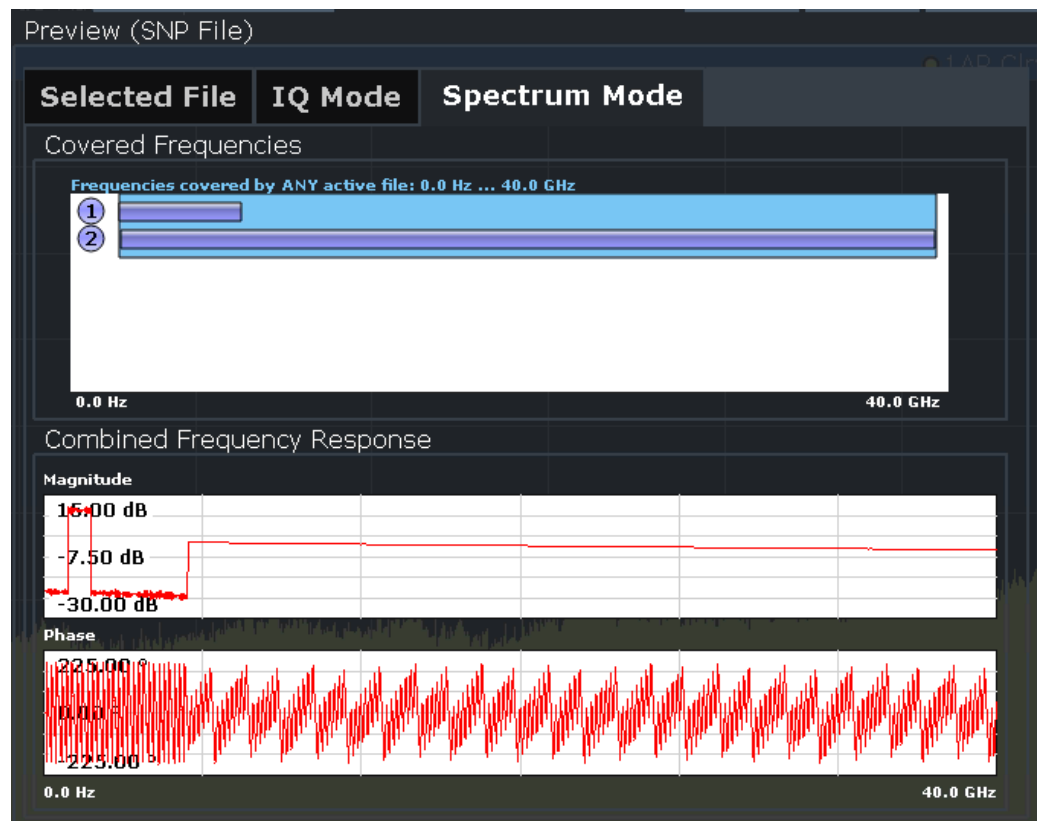 Preview (SNP File)
Selected File IQ Mode Spectrum Mode
Covered Frequencies
Frequencies covered by ANY active file: 0.0 Hz ... 40.0 GHz
1
2
0.0 Hz 40.0 GHz
Combined Frequency Response
Magnitude
15.00 dB
-7.50 dB
-30.00 dB
Phase
225.00 °
0.00 °
-225.00 °
0.0 Hz 40.0 GHz